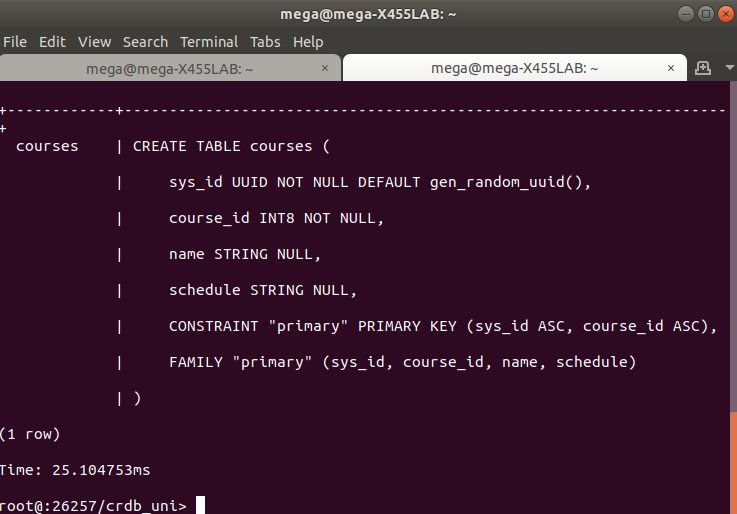 mega@mega-X455LAB: ~
File Edit View Search Terminal Tabs Help
mega@mega-X455LAB: ~ × mega@mega-X455LAB: ~ ×
+------------+-------------------------------------------------------------------
+
courses | CREATE TABLE courses (
| sys_id UUID NOT NULL DEFAULT gen_random_uuid(),
| course_id INT8 NOT NULL,
| name STRING NULL,
| schedule STRING NULL,
| CONSTRAINT "primary" PRIMARY KEY (sys_id ASC, course_id ASC),
| FAMILY "primary" (sys_id, course_id, name, schedule)
| )
(1 row)
Time: 25.104753ms
root@:26257/crdb_uni>